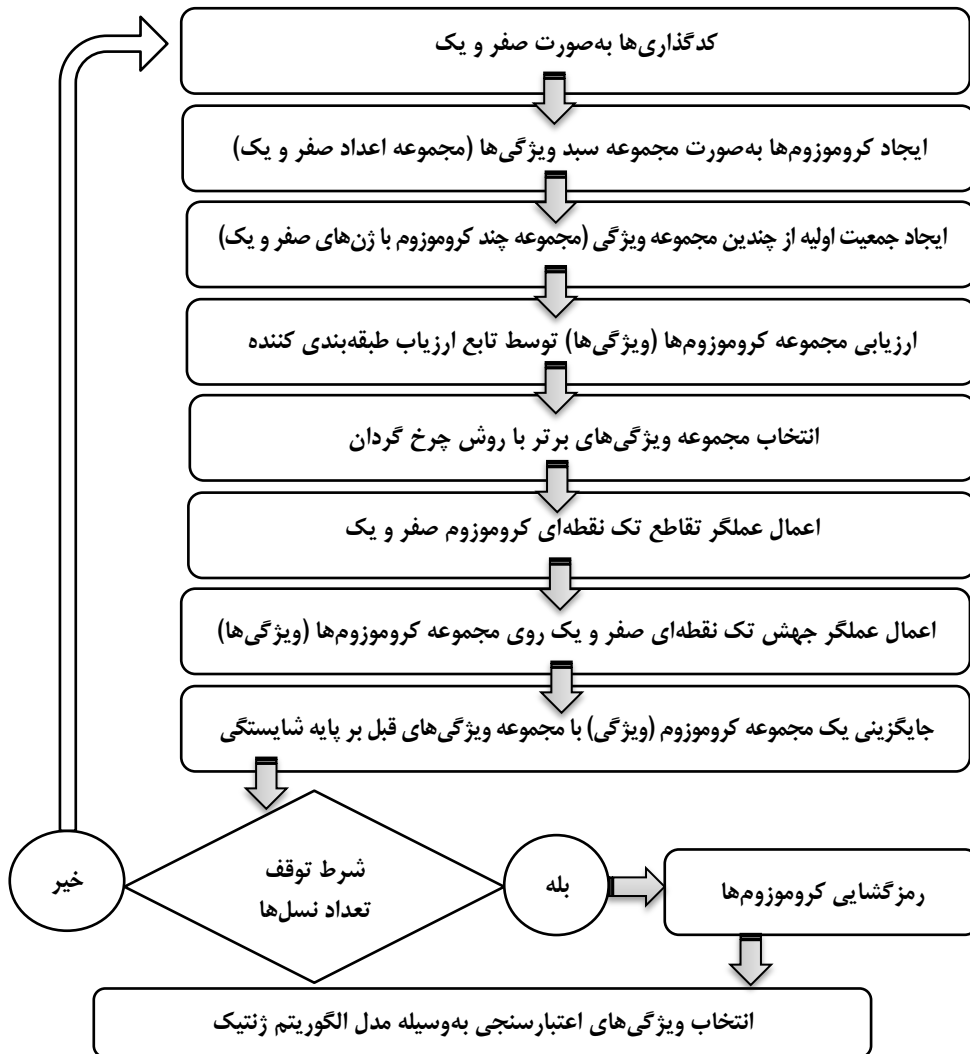 کدگذاری‌ها به‌صورت صفر و یک
ایجاد کروموزوم‌ها به‌صورت مجموعه سبد ویژگی‌ها (مجموعه اعداد صفر و یک)
ایجاد جمعیت اولیه از چندین مجموعه ویژگی (مجموعه چند کروموزوم با ژن‌های صفر و یک)
ارزیابی مجموعه کروموزوم‌ها (ویژگی‌ها) توسط تابع ارزیاب طبقه‌بندی کننده
انتخاب مجموعه ویژگی‌های برتر با روش چرخ گردان
اعمال عملگر تقاطع تک نقطه‌ای کروموزوم صفر و یک
اعمال عملگر جهش تک نقطه‌ای صفر و یک روی مجموعه کروموزوم‌ها (ویژگی‌ها)
جایگزینی یک مجموعه کروموزوم (ویژگی) با مجموعه ویژگی‌های قبل بر پایه شایستگی
شرط توقف
تعداد نسل‌ها
خیر
بله
رمزگشایی کروموزوم‌ها
انتخاب ویژگی‌های اعتبارسنجی به‌وسیله مدل الگوریتم ژنتیک